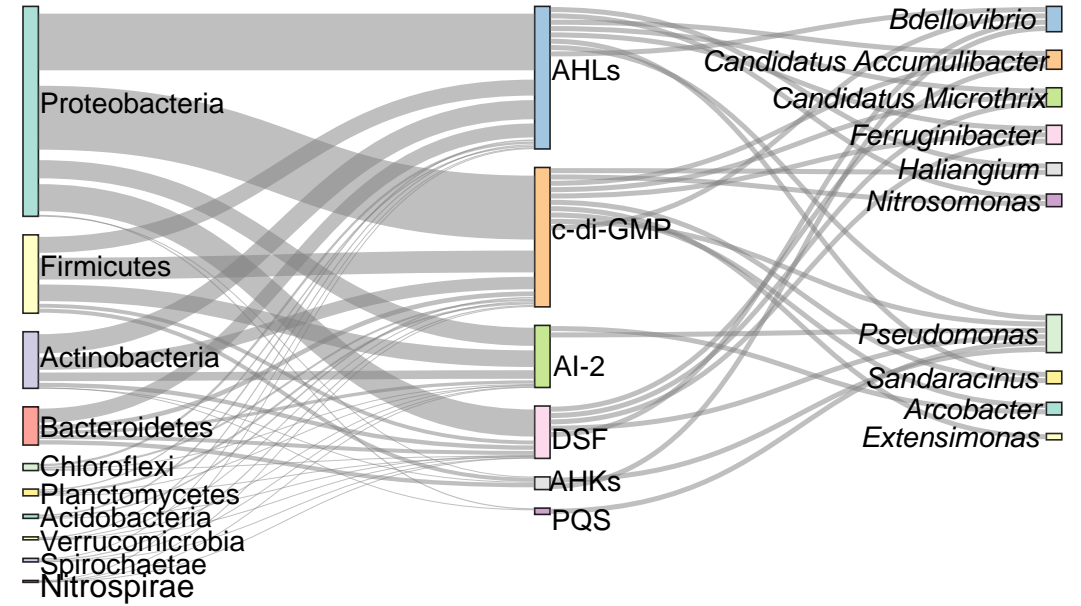 Proteobacteria
Firmicutes
Actinobacteria
Bacteroidetes
Chloroflexi
Planctomycetes
Acidobacteria
Verrucomicrobia
Spirochaetae
Nitrospirae
AHLs
c-di-GMP
AI-2
DSF
AHKs
PQS
Bdellovibrio
Candidatus Accumulibacter
Candidatus Microthrix
Ferruginibacter
Haliangium
Nitrosomonas
Pseudomonas
Sandaracinus
Arcobacter
Extensimonas